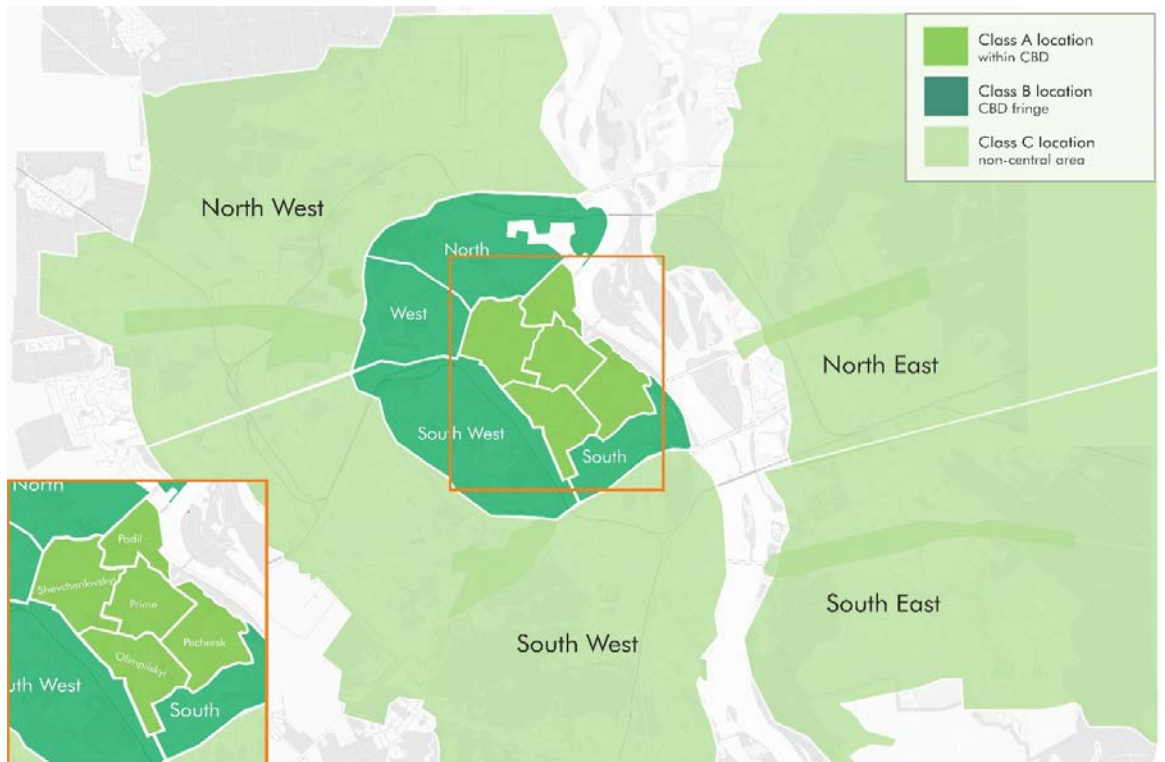 Class A location
within CBD
Class B location
CBD fringe
Class C location
non-central area
North West
North
West
North East
South West
South
South East
South West
North
Podil
Shevchenkivskyi
Prime
Pechersk
Olimpiiskyi
uth West
South